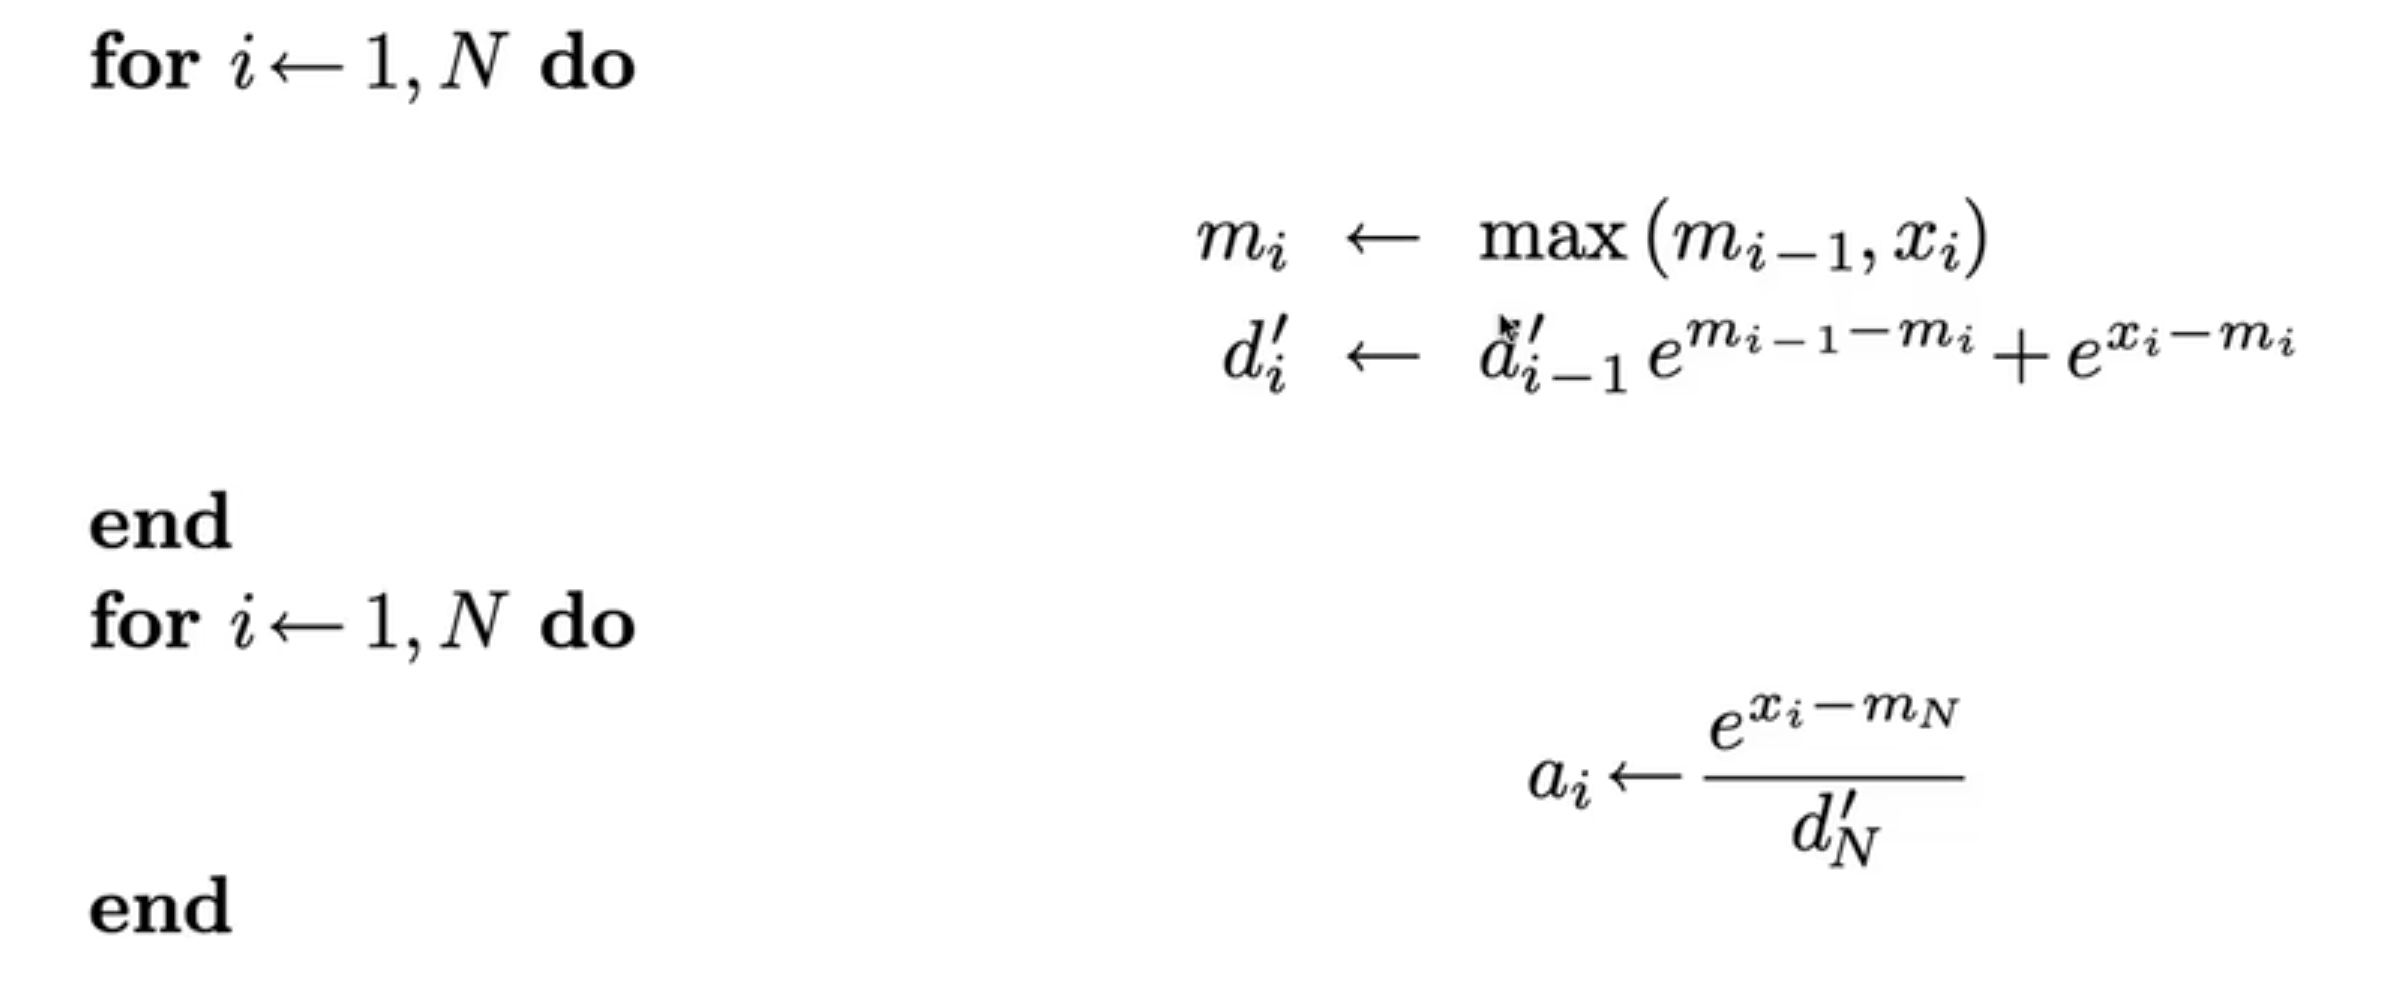 for i ← 1, N do
m_i ← max (m_{i−1}, x_i)
d′_i ← d′_{i−1} e^{m_{i−1} − m_i} + e^{x_i − m_i}
end
for i ← 1, N do
a_i ← \frac{e^{x_i − m_N}}{d′_N}
end